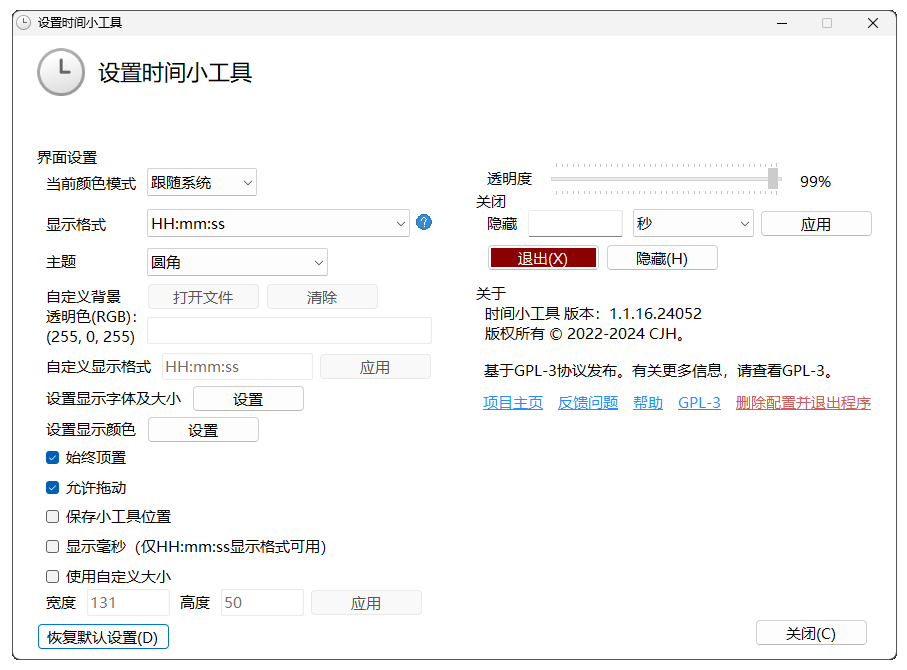 设置时间小工具
设置时间小工具
界面设置
当前颜色模式 跟随系统
显示格式 HH:mm:ss ?
主题 圆角
自定义背景 打开文件 清除
透明色(RGB):
(255, 0, 255)
自定义显示格式 HH:mm:ss 应用
设置显示字体及大小 设置
设置显示颜色 设置
始终顶置
允许拖动
保存小工具位置
显示毫秒（仅HH:mm:ss显示格式可用）
使用自定义大小
宽度 131 高度 50 应用
恢复默认设置(D)
透明度 99%
关闭
隐藏 秒 应用
退出(X) 隐藏(H)
关于
时间小工具 版本：1.1.16.24052
版权所有 © 2022-2024 CJH。
基于GPL-3协议发布。有关更多信息，请查看GPL-3。
项目主页 反馈问题 帮助 GPL-3 删除配置并退出程序
关闭(C)